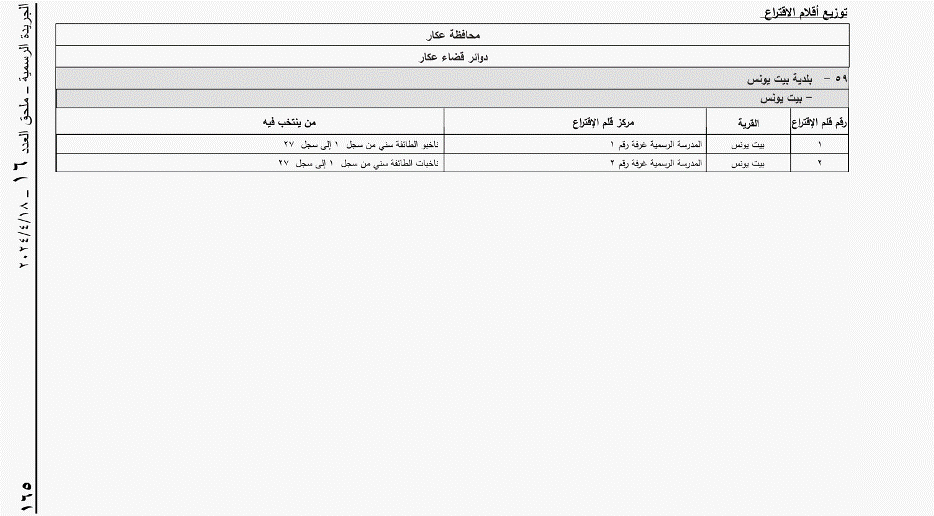 توزيع أقلام الاقتراع
محافظة عكار
دوائر قضاء عكار
٥٩ - بلدية بيت يونس
- بيت يونس
رقم قلم الإقتراع القرية مركز قلم الإقتراع من ينتخب فيه
١ بيت يونس المدرسة الرسمية غرفة رقم ١ ناخبو الطائفة سني من سجل ١ إلى سجل ٢٧
٢ بيت يونس المدرسة الرسمية غرفة رقم ٢ ناخبات الطائفة سني من سجل ١ إلى سجل ٢٧
الجريدة الرسمية - ملحق العدد ١٦ - ٢٠٢٤/٤/١٨
١٦٥